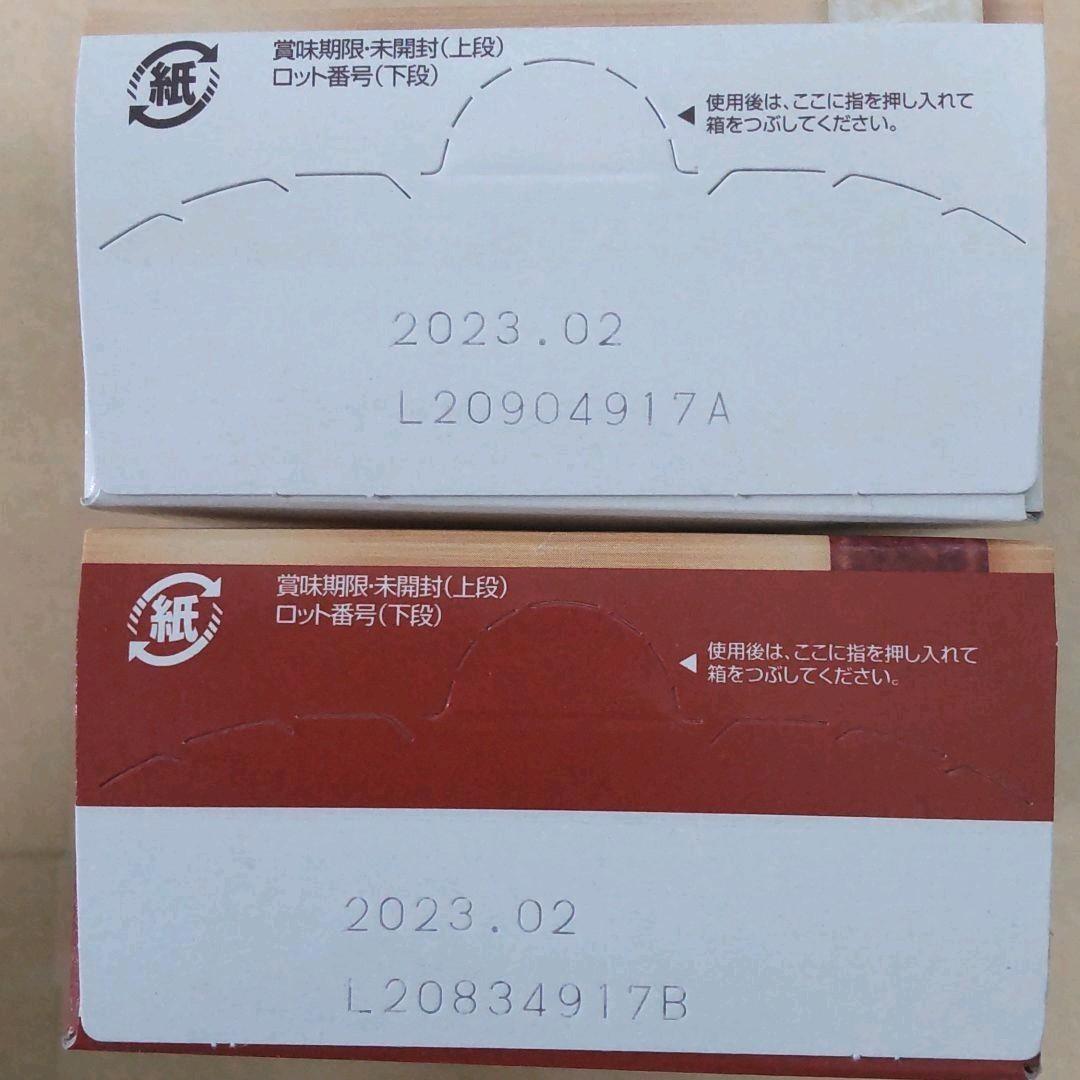 紙
賞味期限・未開封(上段)
ロット番号(下段)
使用後は、ここに指を押し入れて
箱をつぶしてください。
2023.02
L20904917A
紙
賞味期限・未開封(上段)
ロット番号(下段)
使用後は、ここに指を押し入れて
箱をつぶしてください。
2023.02
L20834917B